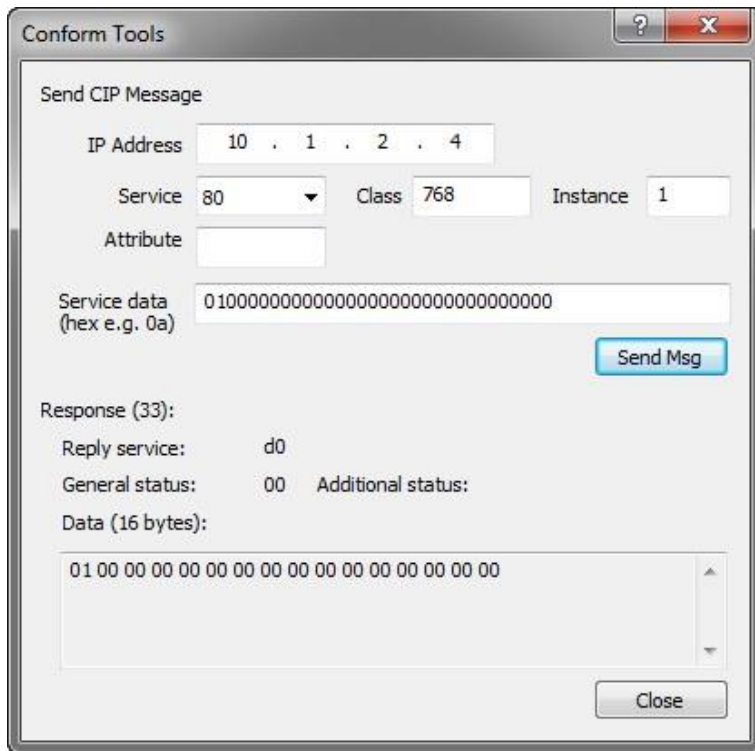 Conform Tools
Send CIP Message
IP Address 10 . 1 . 2 . 4
Service 80 Class 768 Instance 1
Attribute
Service data
(hex e.g. 0a)
01000000000000000000000000000000
Send Msg
Response (33):
Reply service: d0
General status: 00 Additional status:
Data (16 bytes):
01 00 00 00 00 00 00 00 00 00 00 00 00 00 00 00
Close